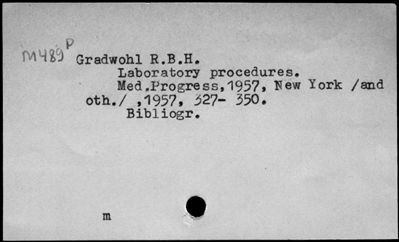 M489 P
Gradwohl R.B.H.
Laboratory procedures.
Med.Progress,1957, New York /and
oth./ ,1957, 327- 350.
Bibliogr.
m